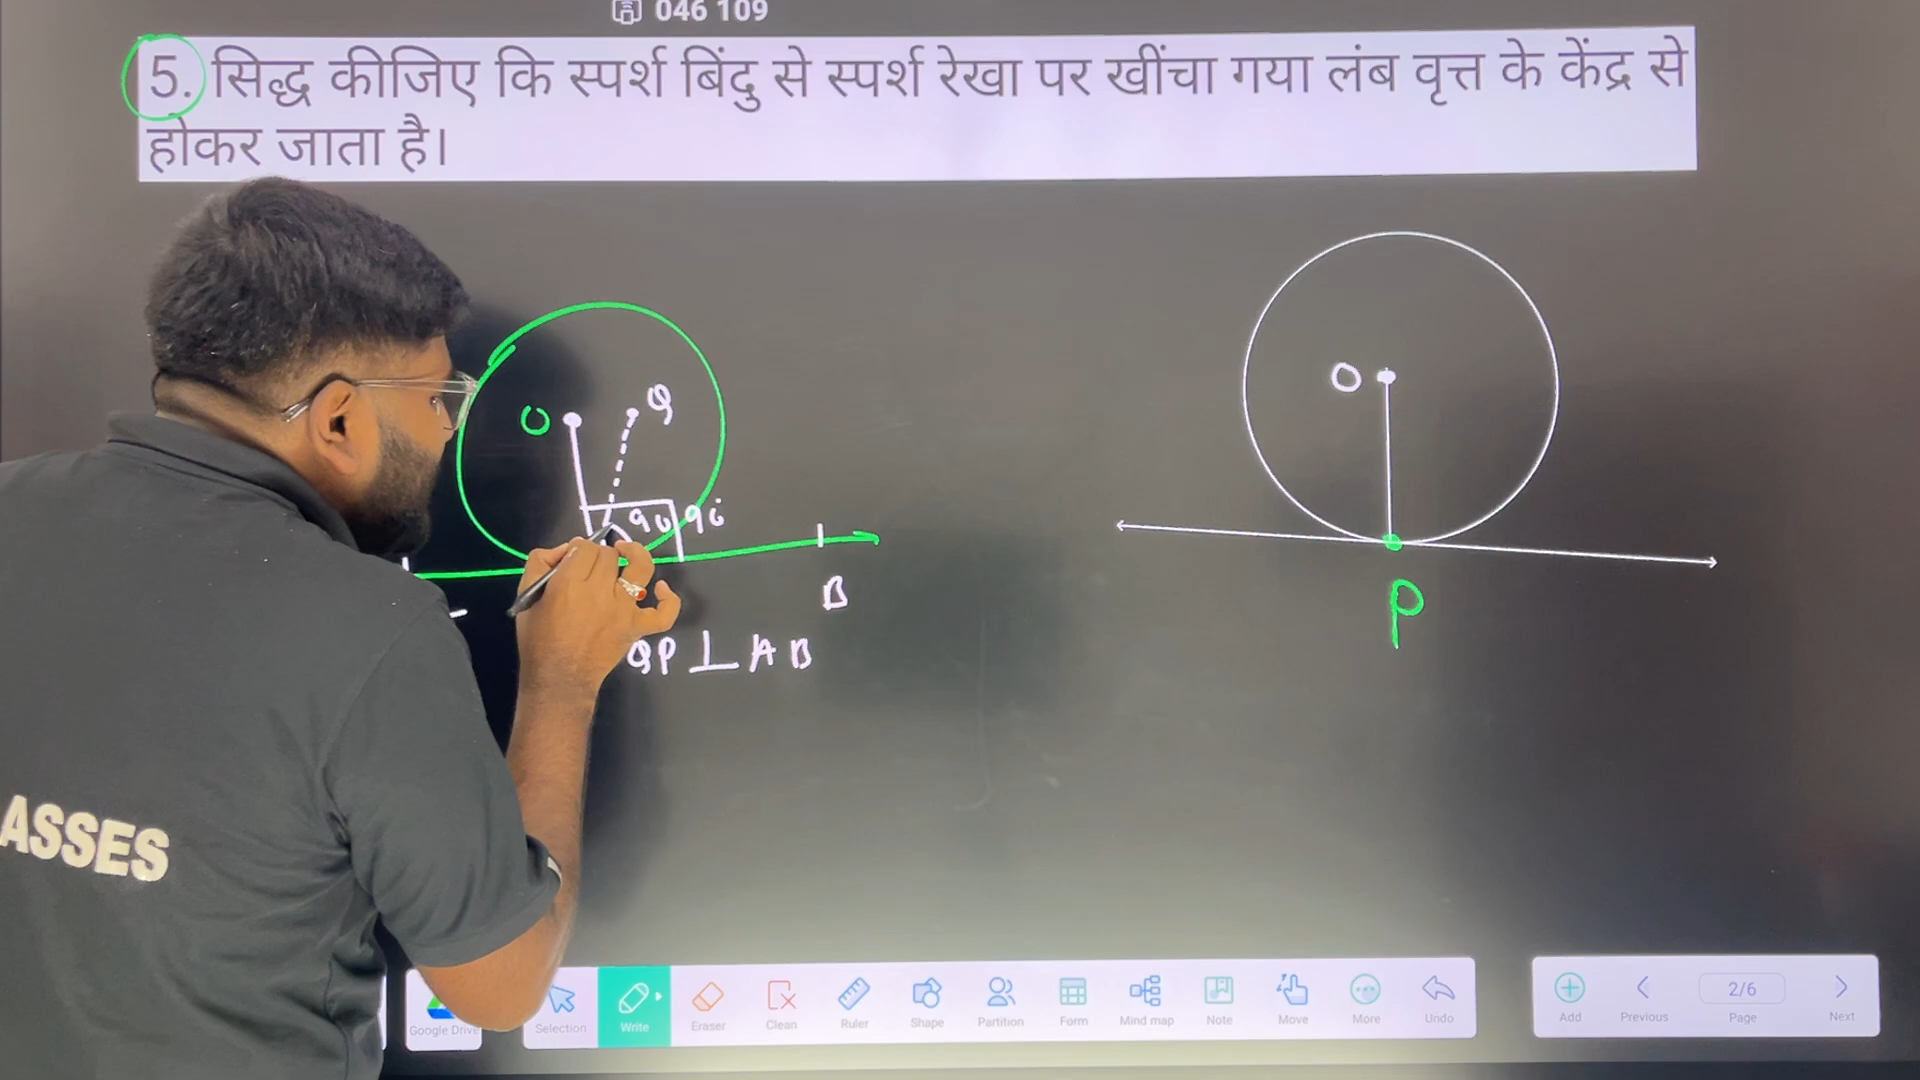 046 109
5. सिद्ध कीजिए कि स्पर्श बिंदु से स्पर्श रेखा पर खींचा गया लंब वृत्त के केंद्र से
होकर जाता है।
O
Q
O
90 90
B
P
QP ⊥ AB
ASSES
Google Drive
Selection
Write
Eraser
Clean
Ruler
Shape
Partition
Form
Mind map
Note
Move
More
Undo
Add
Previous
2/6
Page
Next